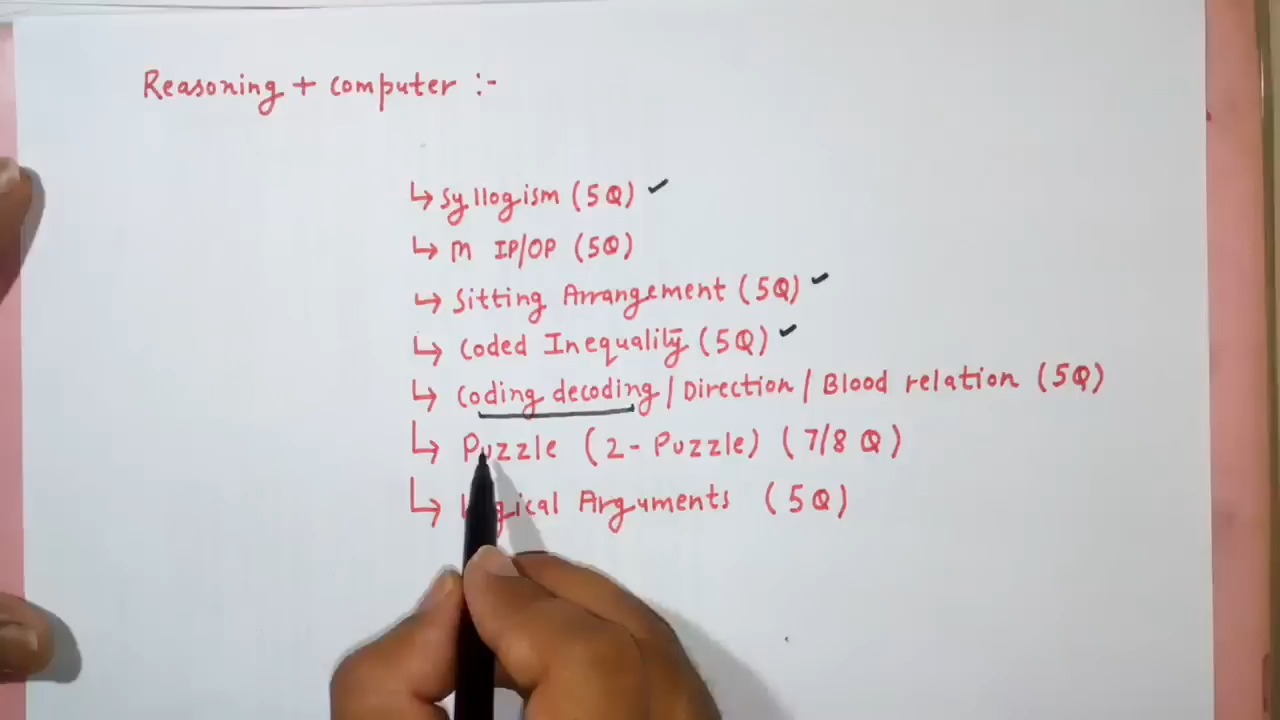 Reasoning + computer :-
↳ Syllogism (5Q) ✓
↳ M IP/OP (5Q)
↳ Sitting Arrangement (5Q) ✓
↳ Coded Inequality (5Q) ✓
↳ Coding decoding / Direction / Blood relation (5Q)
↳ Puzzle (2- Puzzle) (7/8 Q)
↳ Logical Arguments (5Q)